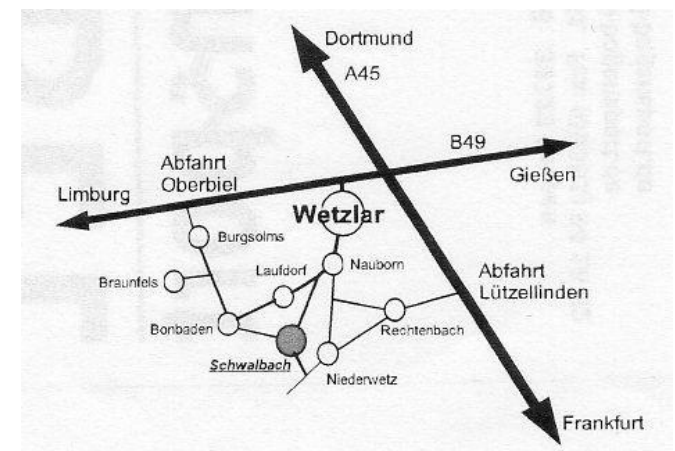 Dortmund
A45
B49
Abfahrt
Oberbiel
Gießen
Limburg
Wetzlar
Burgsolms
Nauborn
Laufdorf
Abfahrt
Lützellinden
Braunfels
Bonbaden
Rechtenbach
Schwalbach
Niederwetz
Frankfurt